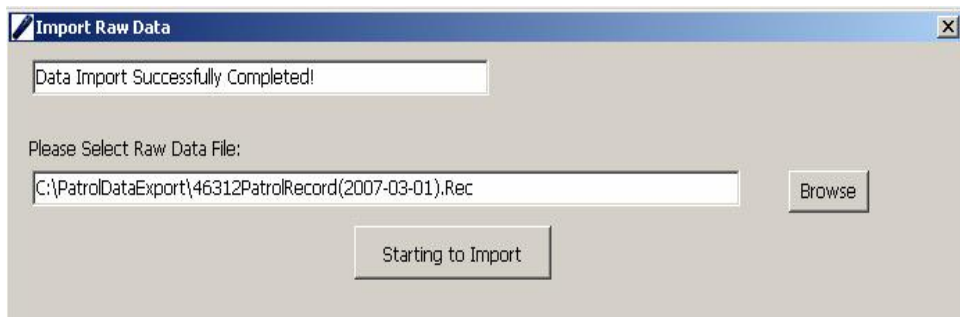 Import Raw Data
Data Import Successfully Completed!
Please Select Raw Data File:
C:\PatrolDataExport\46312PatrolRecord(2007-03-01).Rec
Browse
Starting to Import